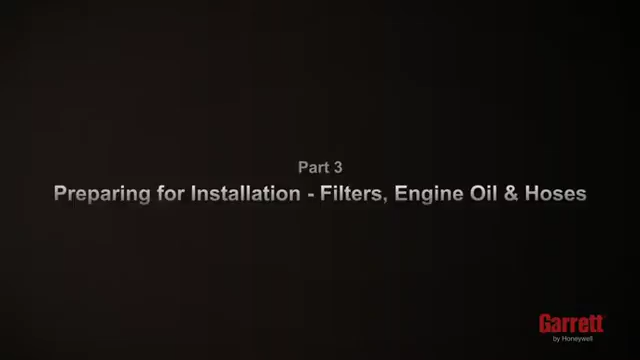 Part 3
Preparing for Installation - Filters, Engine Oil & Hoses
Garrett
by Honeywell